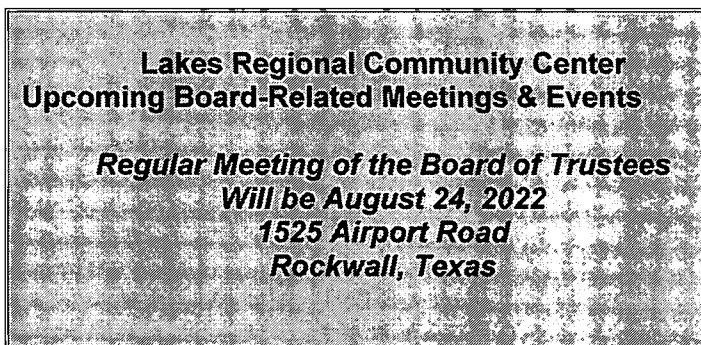 Lakes Regional Community Center
Upcoming Board-Related Meetings & Events
Regular Meeting of the Board of Trustees
Will be August 24, 2022
1525 Airport Road
Rockwall, Texas